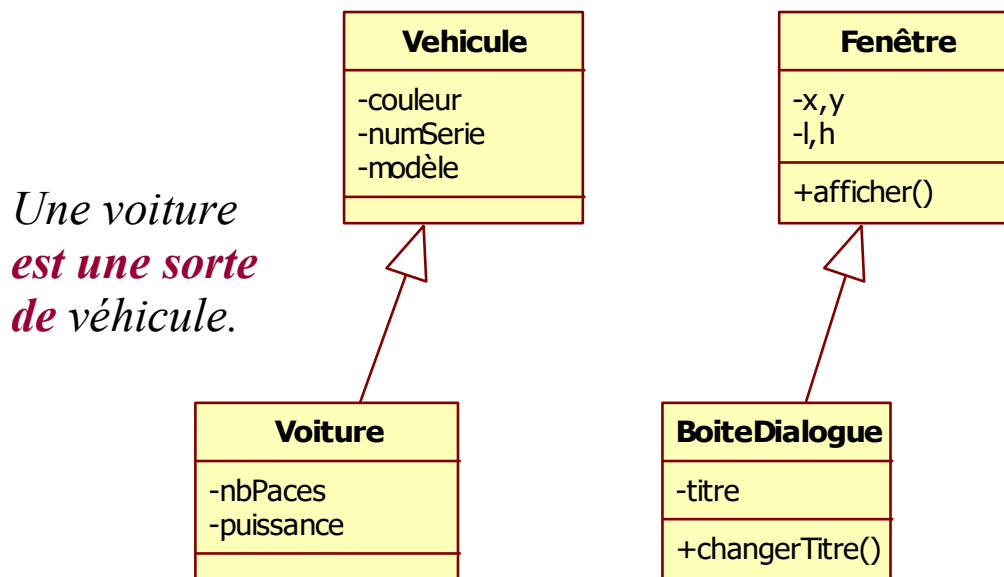 Vehicule
-couleur
-numSerie
-modèle
Fenêtre
-x,y
-l,h
+afficher()
Une voiture
est une sorte
de véhicule.
Voiture
-nbPaces
-puissance
BoiteDialogue
-titre
+changerTitre()